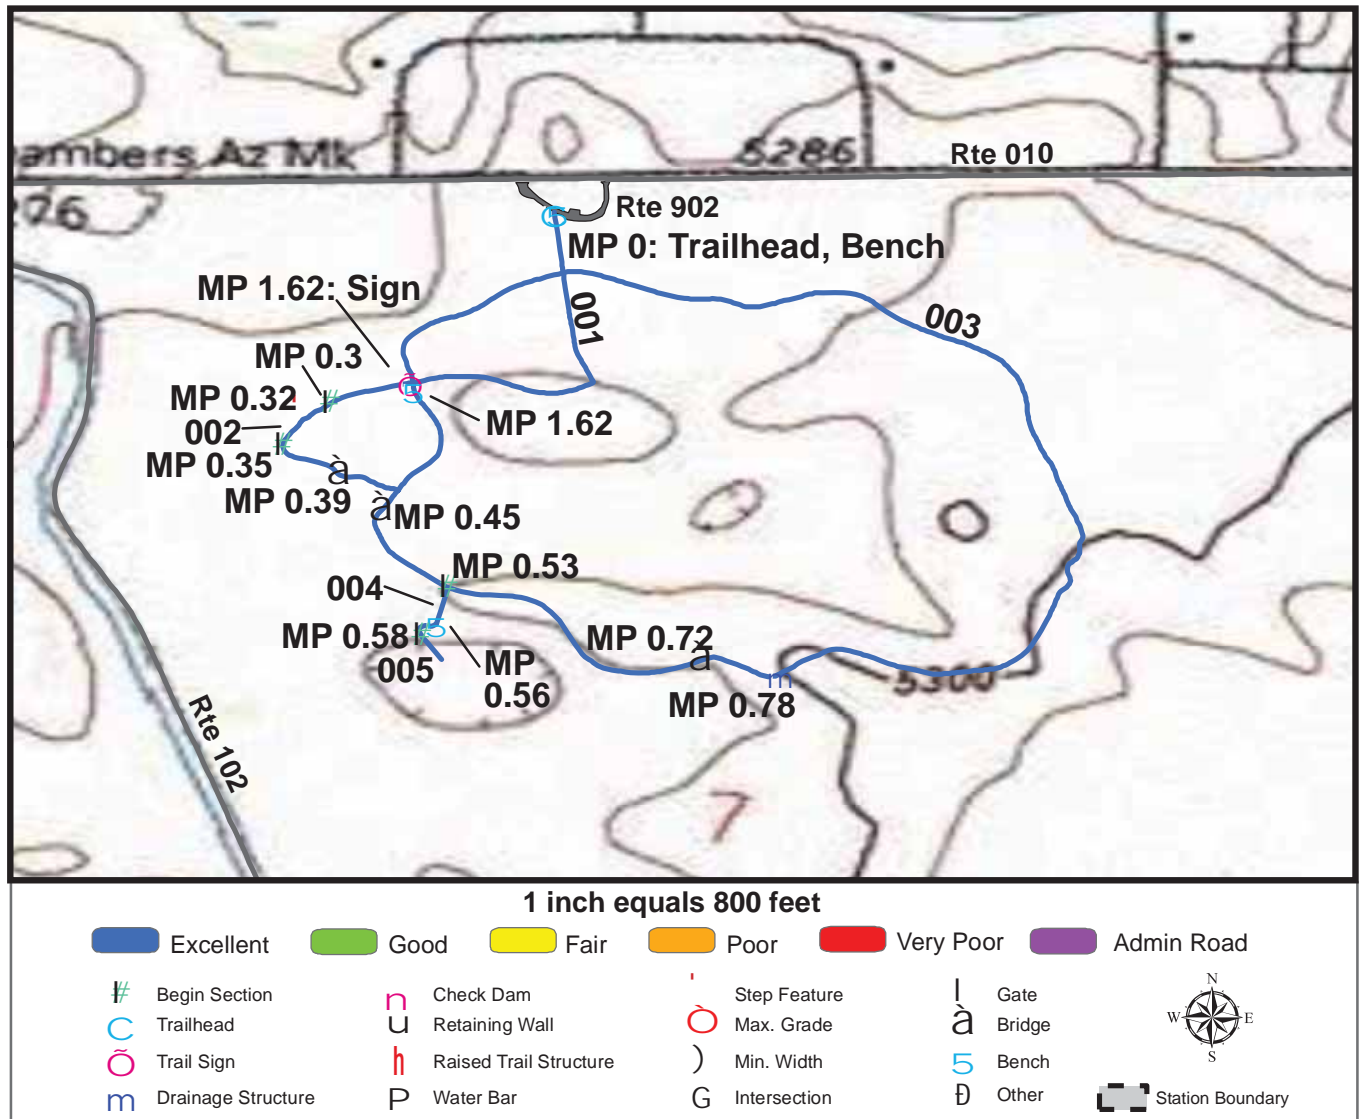 5286
Rte 010
ambers Az Mk
276
Rte 902
MP 0: Trailhead, Bench
MP 1.62: Sign
001
003
MP 0.3
MP 0.32
002
MP 1.62
MP 0.35
à
MP 0.39
à
MP 0.45
MP 0.53
004
MP 0.58
5
MP 0.72
à
005
MP
0.56
5300
m
MP 0.78
Rte 102
7
1 inch equals 800 feet
Excellent
Good
Fair
Poor
Very Poor
Admin Road
# Begin Section
n Check Dam
' Step Feature
l Gate
N
C Trailhead
u Retaining Wall
Ò Max. Grade
à Bridge
W E
Õ Trail Sign
h Raised Trail Structure
) Min. Width
5 Bench
S
m Drainage Structure
P Water Bar
G Intersection
Ð Other
Station Boundary